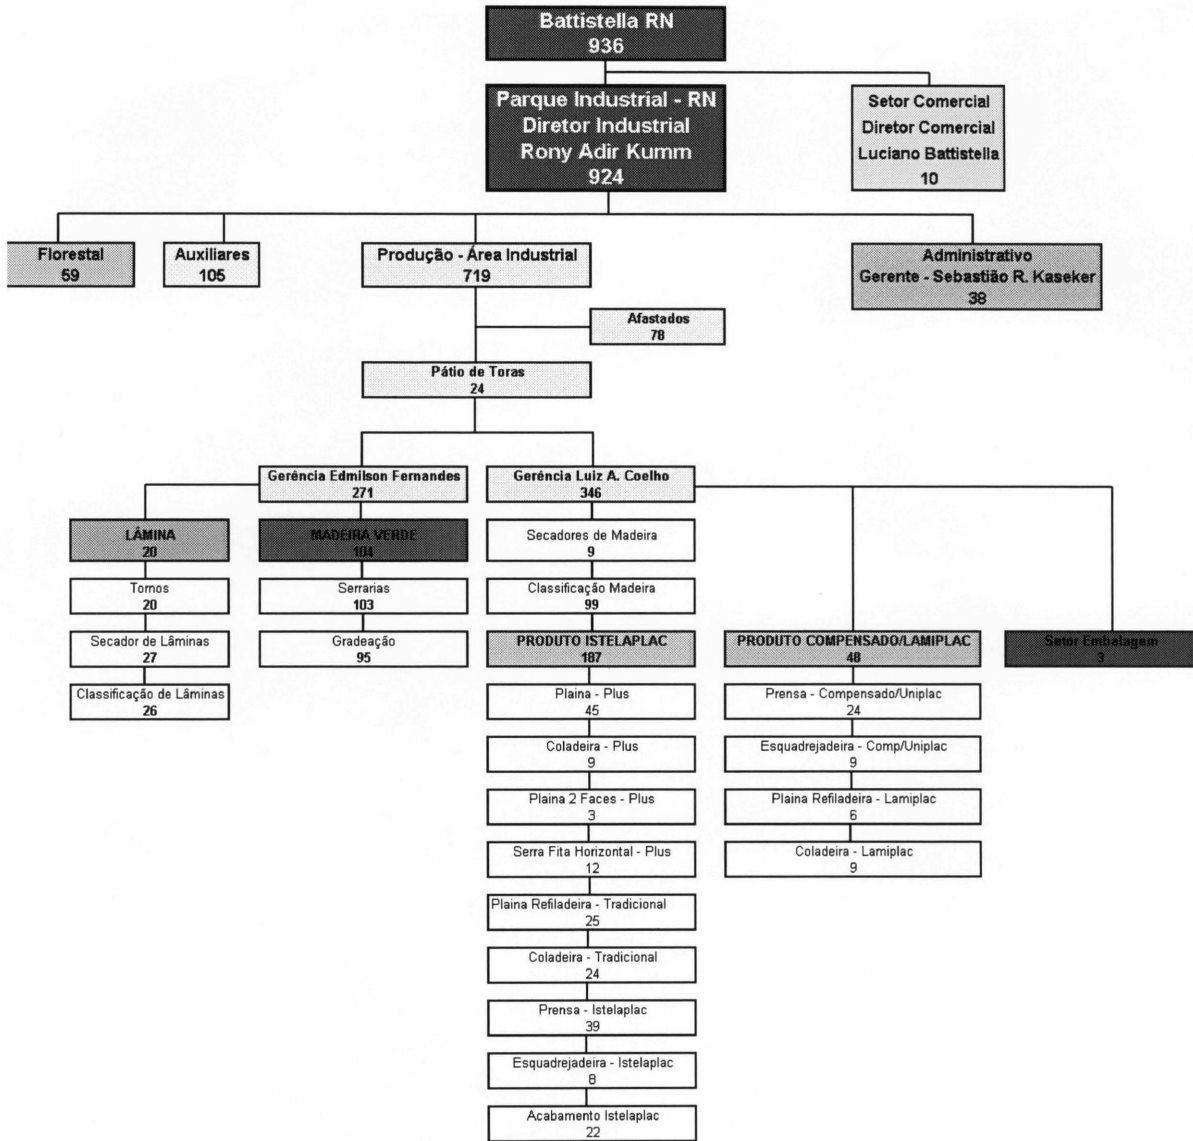 Battistella RN
936
Parque Industrial - RN
Diretor Industrial
Rony Adir Kumm
924
Setor Comercial
Diretor Comercial
Luciano Battistella
10
Florestal
59
Auxiliares
105
Produção - Área Industrial
719
Administrativo
Gerente - Sebastião R. Kaseker
38
Afastados
78
Pátio de Toras
24
Gerência Edmilson Fernandes
271
Gerência Luiz A. Coelho
346
LÂMINA
20
MADEIRA VERDE
104
Secadores de Madeira
9
Tornos
20
Serrarias
103
Classificação Madeira
99
Secador de Lâminas
27
Gradeação
95
PRODUTO ISTELAPLAC
187
PRODUTO COMPENSADO/LAMIPLAC
48
Setor Embalagem
3
Classificação de Lâminas
26
Plaina - Plus
45
Prensa - Compensado/Uniplac
24
Coladeira - Plus
9
Esquadrejadeira - Comp/Uniplac
9
Plaina 2 Faces - Plus
3
Plaina Refiladeira - Lamiplac
6
Serra Fita Horizontal - Plus
12
Coladeira - Lamiplac
9
Plaina Refiladeira - Tradicional
25
Coladeira - Tradicional
24
Prensa - Istelaplac
39
Esquadrejadeira - Istelaplac
8
Acabamento Istelaplac
22